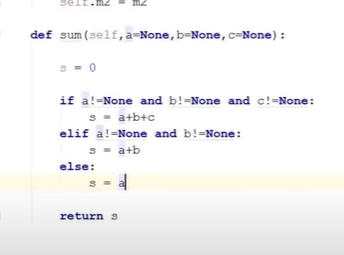 self.m2 = m2
def sum(self,a=None,b=None,c=None):
s = 0
if a!=None and b!=None and c!=None:
s = a+b+c
elif a!=None and b!=None:
s = a+b
else:
s = a
return s